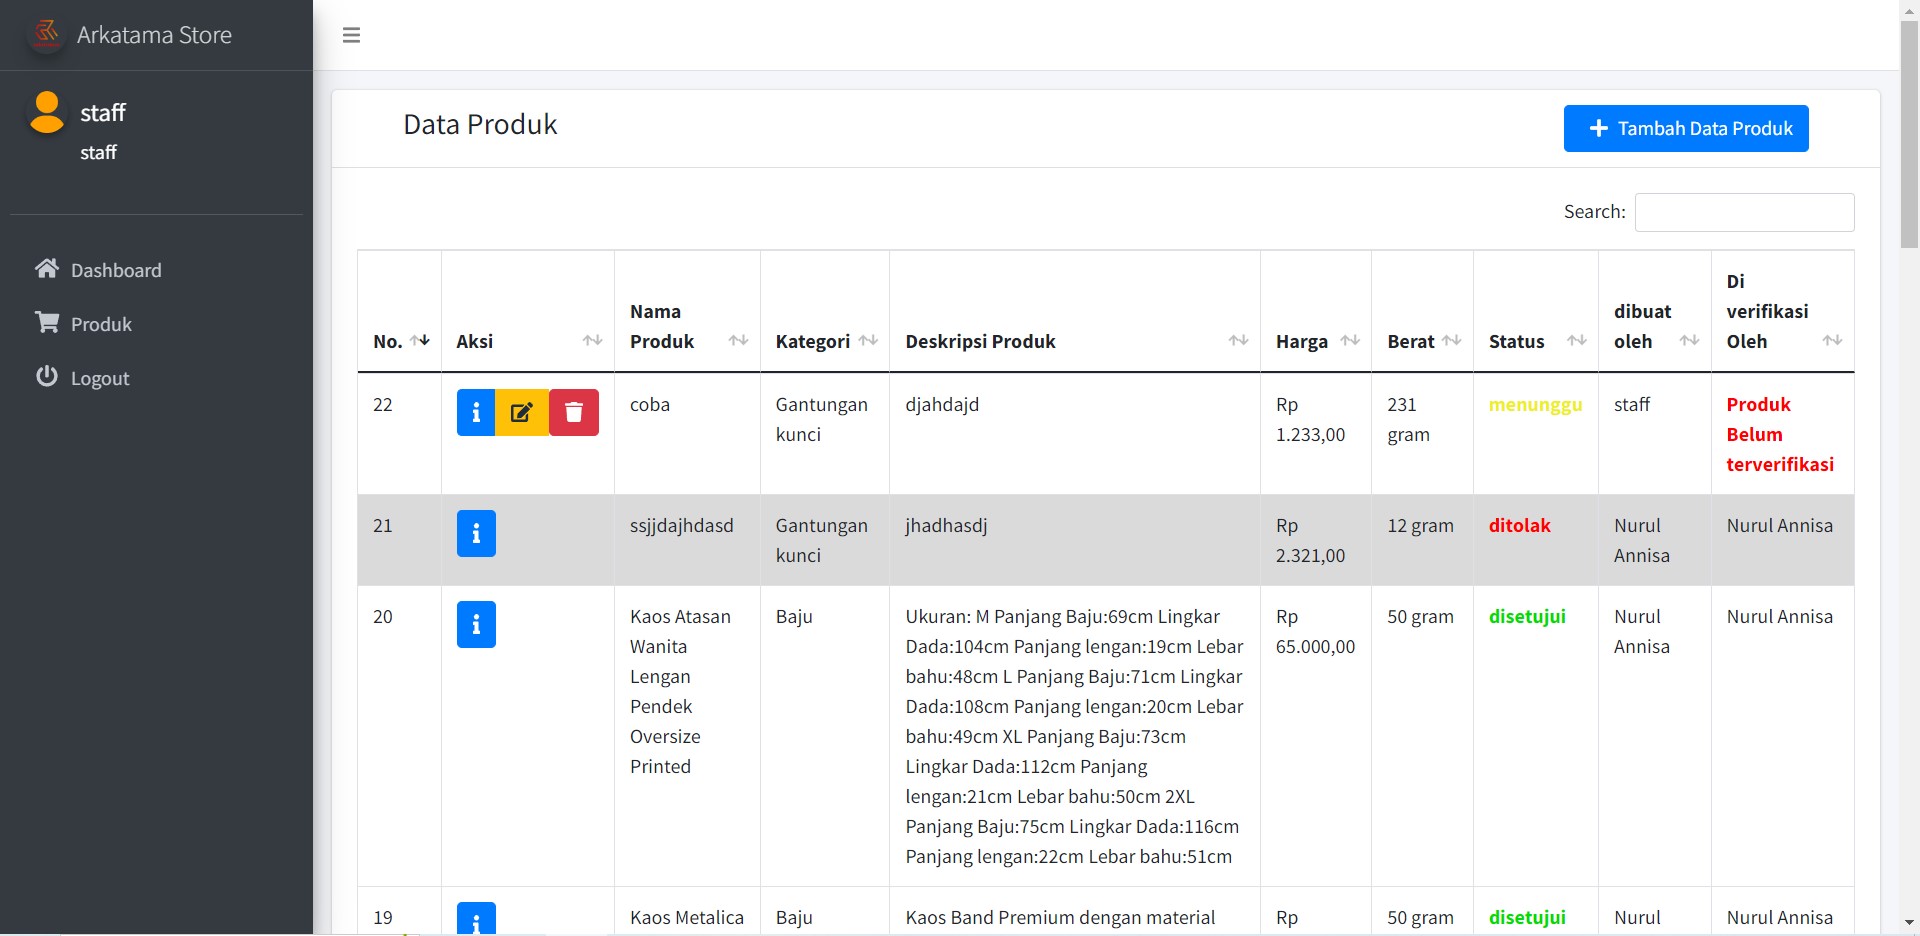 Arkatama Store
staff
staff
Dashboard
Produk
Logout
Data Produk
Tambah Data Produk
Search:
No.
Aksi
Nama
Produk
Kategori
Deskripsi Produk
Harga
Berat
Status
dibuat
oleh
Di
verifikasi
Oleh
22
coba
Gantungan
kunci
djahdajd
Rp
1.233,00
231
gram
menunggu
staff
Produk
Belum
terverifikasi
21
ssjjdajhdasd
Gantungan
kunci
jhadhasdj
Rp
2.321,00
12 gram
ditolak
Nurul
Annisa
Nurul Annisa
20
Kaos Atasan
Wanita
Lengan
Pendek
Oversize
Printed
Baju
Ukuran: M Panjang Baju:69cm Lingkar
Dada:104cm Panjang lengan:19cm Lebar
bahu:48cm L Panjang Baju:71cm Lingkar
Dada:108cm Panjang lengan:20cm Lebar
bahu:49cm XL Panjang Baju:73cm
Lingkar Dada:112cm Panjang
lengan:21cm Lebar bahu:50cm 2XL
Panjang Baju:75cm Lingkar Dada:116cm
Panjang lengan:22cm Lebar bahu:51cm
Rp
65.000,00
50 gram
disetujui
Nurul
Annisa
Nurul Annisa
19
Kaos Metalica
Baju
Kaos Band Premium dengan material
Rp
50 gram
disetujui
Nurul
Nurul Annisa